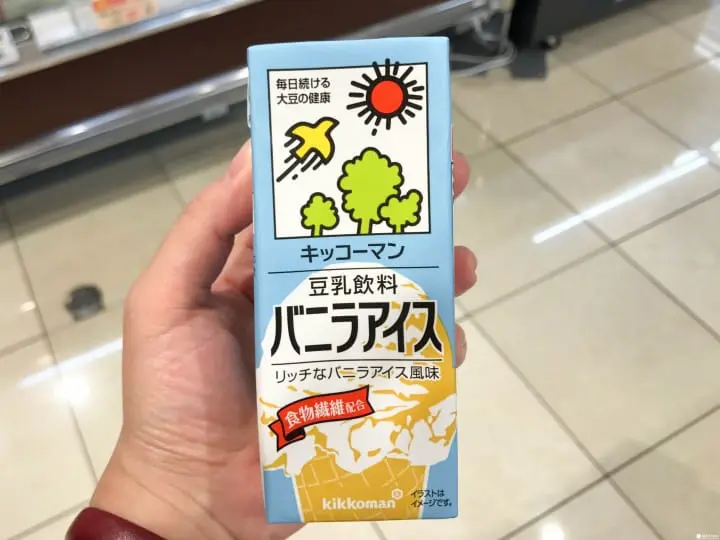 毎日続ける
大豆の健康
キッコーマン
豆乳飲料
バニラアイス
リッチなバニラアイス風味
食物繊維配合
kikkoman
イラストは
イメージです。